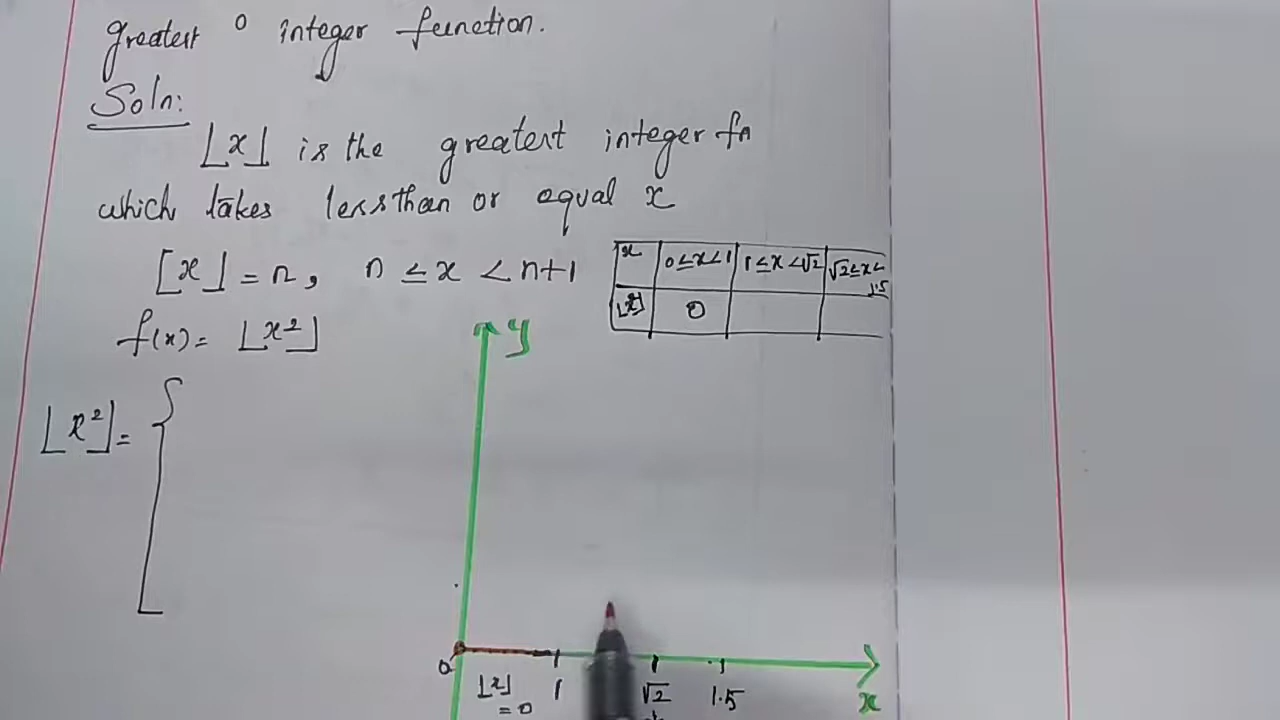 greatest integer function.
Soln:
⌊x⌋ is the greatest integer fn
which takes less than or equal x
⌊x⌋ = n, n ≤ x < n+1
x 0≤x<1 1≤x<√2 √2≤x<1.5
⌊x²⌋ 0
f(x) = ⌊x²⌋
y
⌊x²⌋ = {
0
1 √2 1.5 x
⌊x⌋ = 0